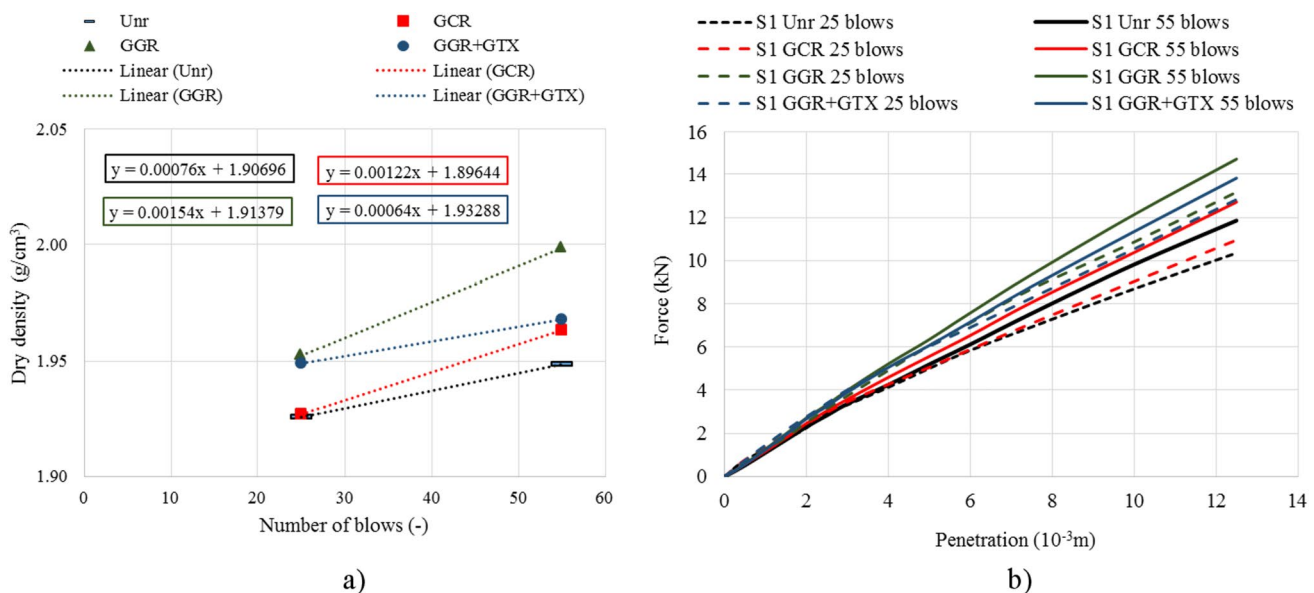 Unr GCR
GGR GGR+GTX
Linear (Unr) Linear (GCR)
Linear (GGR) Linear (GGR+GTX)
2.05
y = 0.00076x + 1.90696 y = 0.00122x + 1.89644
y = 0.00154x + 1.91379 y = 0.00064x + 1.93288
2.00
1.95
1.90
0 10 20 30 40 50 60
Dry density (g/cm³)
Number of blows (-)
a)
S1 Unr 25 blows S1 Unr 55 blows
S1 GCR 25 blows S1 GCR 55 blows
S1 GGR 25 blows S1 GGR 55 blows
S1 GGR+GTX 25 blows S1 GGR+GTX 55 blows
16
14
12
10
8
6
4
2
0
0 2 4 6 8 10 12 14
Force (kN)
Penetration (10⁻³m)
b)